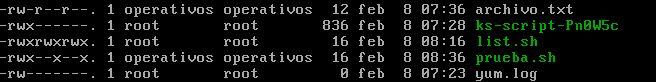 -rw-r--r--. 1 operativos operativos  12 feb  8 07:36 archivo.txt
-rwx------. 1 root       root       836 feb  8 07:28 ks-script-Pn0W5c
-rwxrwxrwx. 1 root       root        16 feb  8 08:16 list.sh
-rwx--x--x. 1 operativos operativos  16 feb  8 08:36 prueba.sh
-rw-------. 1 root       root         0 feb  8 07:23 yum.log